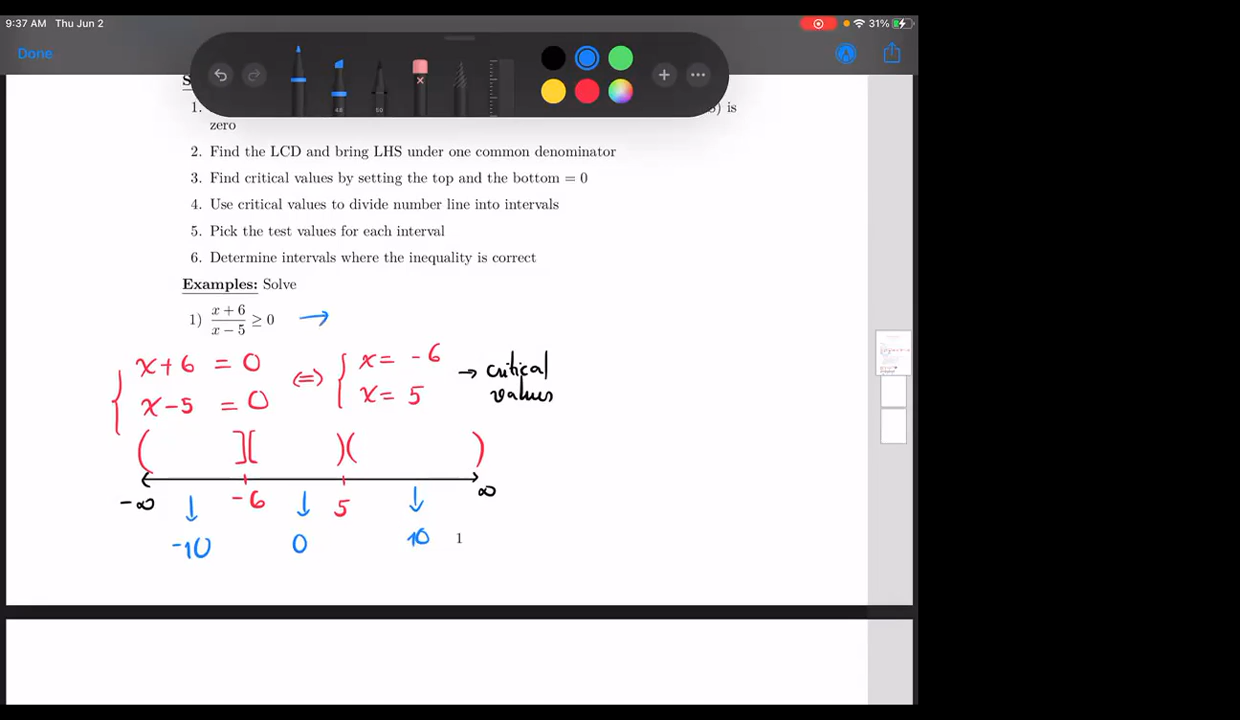 9:37 AM Thu Jun 2
31%
Done
1.
) is
zero
2. Find the LCD and bring LHS under one common denominator
3. Find critical values by setting the top and the bottom = 0
4. Use critical values to divide number line into intervals
5. Pick the test values for each interval
6. Determine intervals where the inequality is correct
Examples: Solve
1) (x + 6)/(x − 5) ≥ 0 →
{ x+6 = 0 <=> { x = -6 → critical
x-5 = 0 x = 5 values
( ][ )( )
-∞ ↓ -6 ↓ 5 ↓ ∞
-10 0 10 1